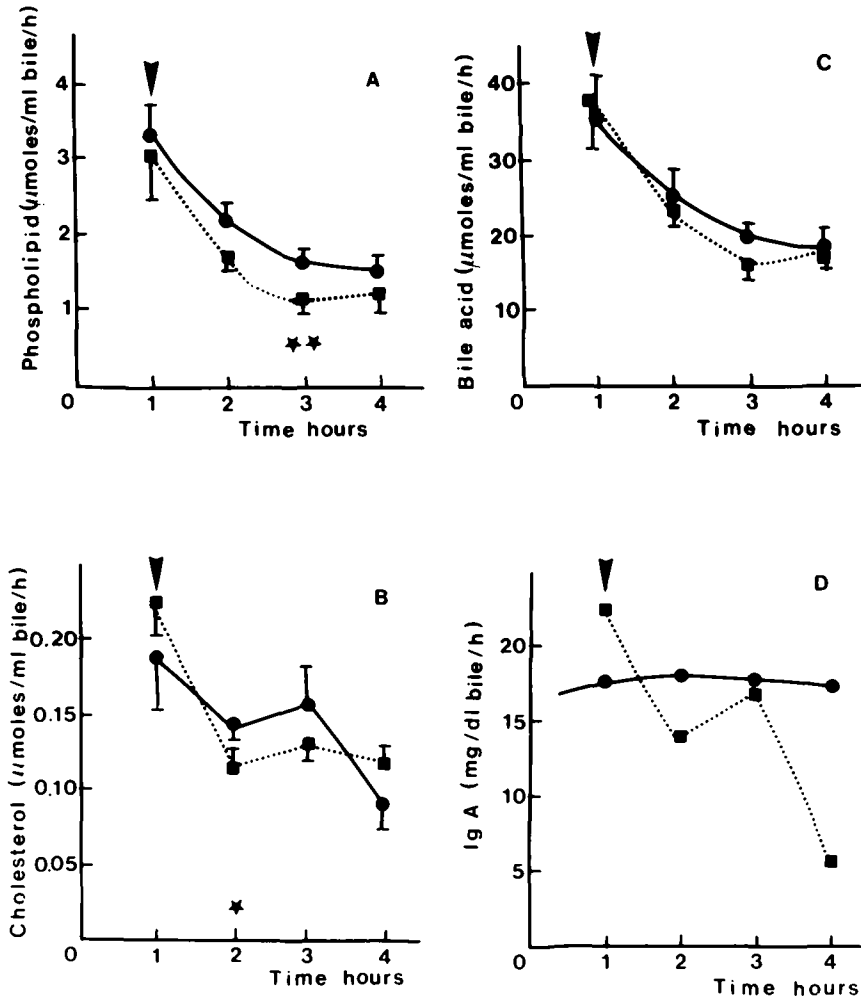 A
Phospholipid (μmoles/ml bile/h)
4
3
2
1
0
1 2 3 4
Time hours
C
Bile acid (μmoles/ml bile/h)
40
30
20
10
0
1 2 3 4
Time hours
B
Cholesterol (μmoles/ml bile/h)
0.20
0.15
0.10
0.05
0
1 2 3 4
Time hours
D
Ig A (mg/dl bile/h)
20
15
10
5
0
1 2 3 4
Time hours